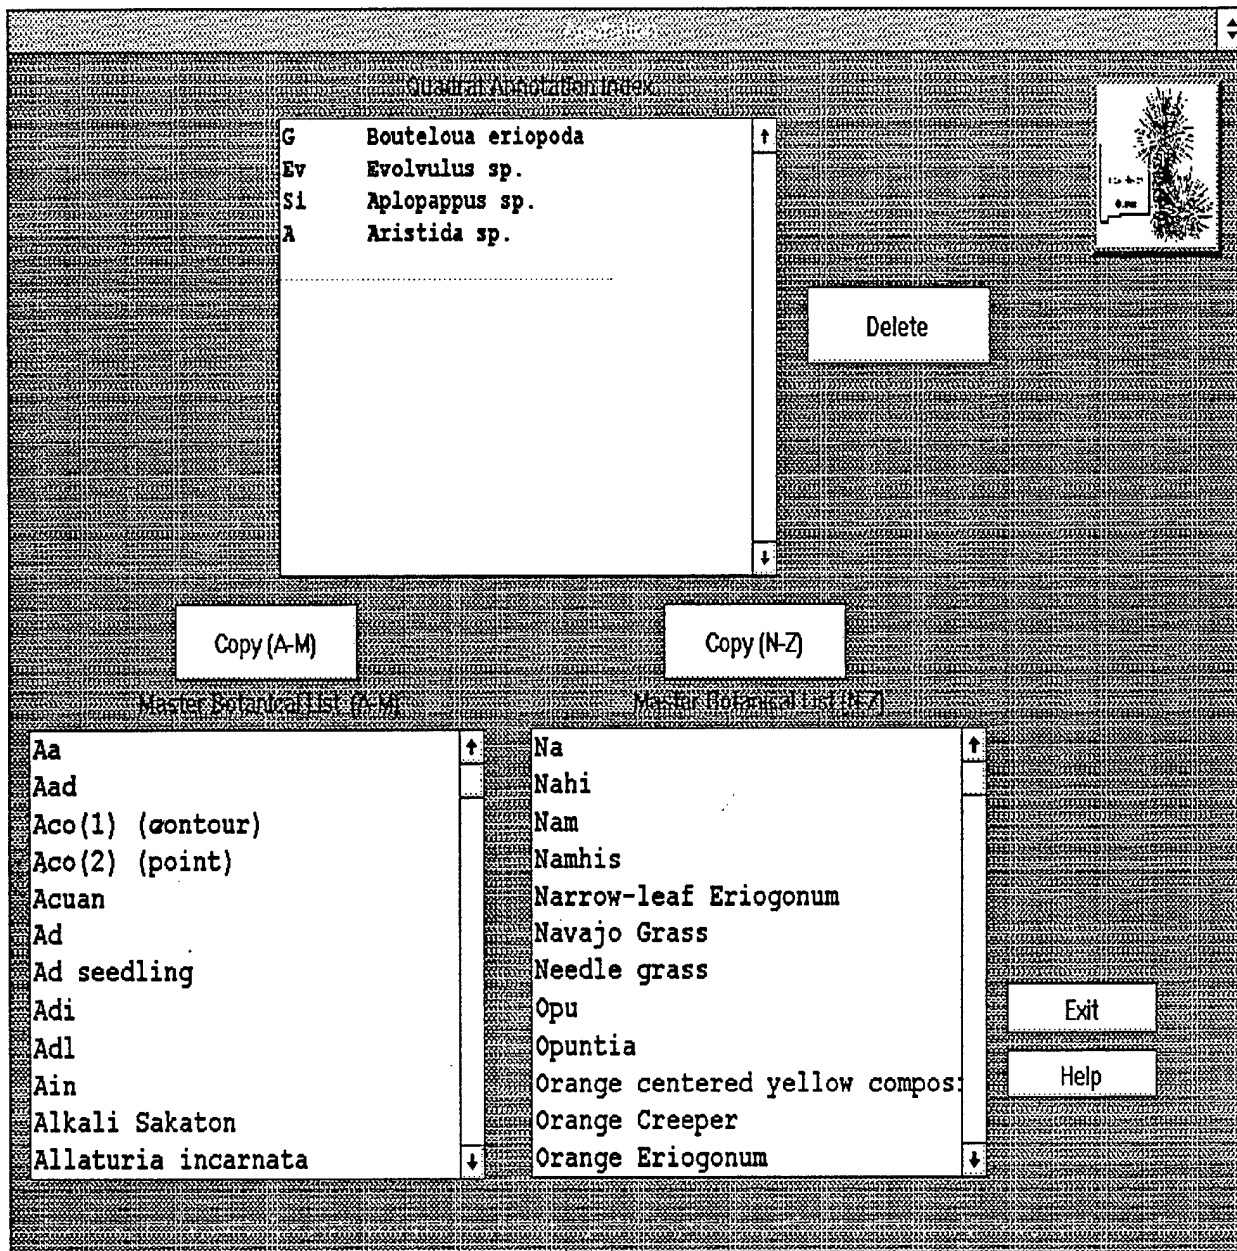 Quadrat Annotation Index
G Bouteloua eriopoda
Ev Evolvulus sp.
Si Aplopappus sp.
A Aristida sp.
Delete
Copy (A-M)
Copy (N-Z)
Master Botanical List (A-M)
Aa
Aad
Aco(1) (contour)
Aco(2) (point)
Acuan
Ad
Ad seedling
Adi
Adl
Ain
Alkali Sakaton
Allaturia incarnata
Master Botanical List (N-Z)
Na
Nahi
Nam
Namhis
Narrow-leaf Eriogonum
Navajo Grass
Needle grass
Opu
Opuntia
Orange centered yellow compos
Orange Creeper
Orange Eriogonum
Exit
Help